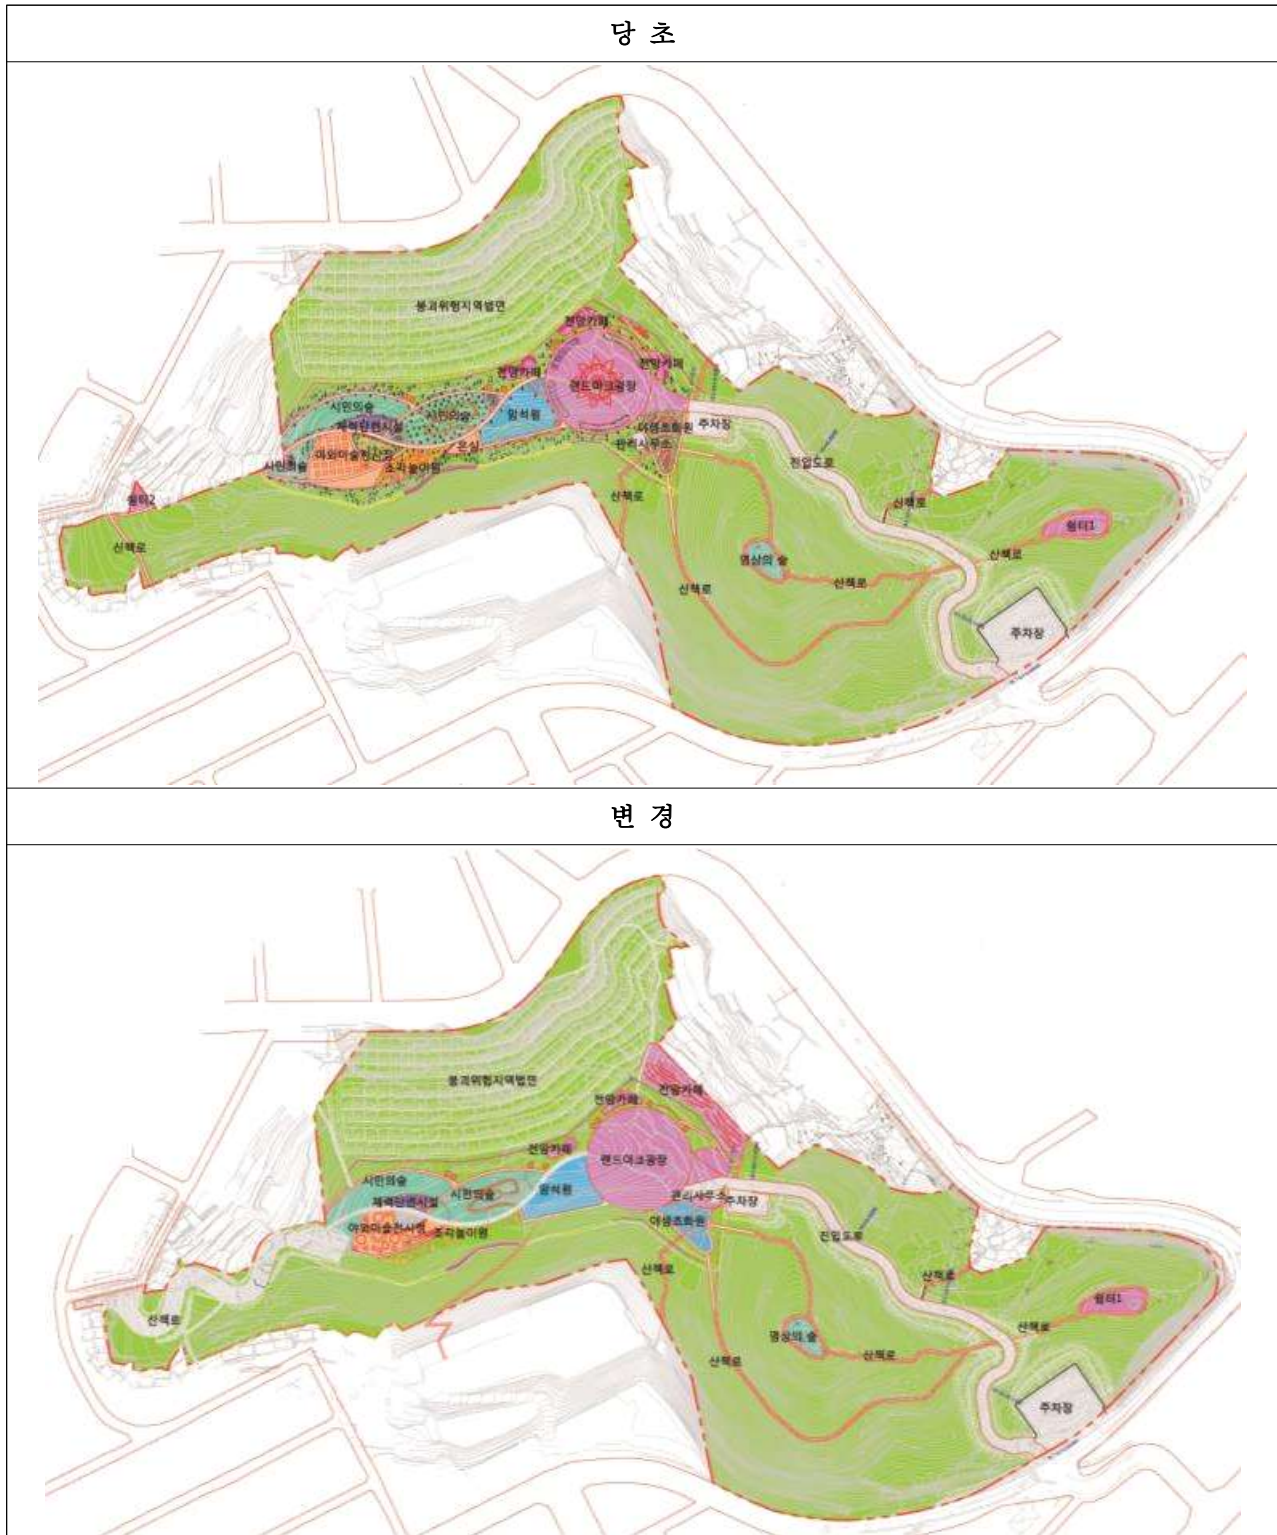 당 초
붕괴위험지역법면
전망카페
전망카페
전망카페
랜드마크광장
시민의숲
시민의숲
체력단련시설
암석원
야생초화원
주차장
관리사무소
온실
야외미술전시장
조각놀이원
시민의숲
진입도로
쉼터2
산책로
산책로
산책로
쉼터1
산책로
명상의 숲
산책로
산책로
주차장
변 경
붕괴위험지역법면
전망카페
전망카페
전망카페
랜드마크광장
시민의숲
시민의숲
체력단련시설
암석원
관리사무소
주차장
야생초화원
야외미술전시장
조각놀이원
진입도로
산책로
산책로
산책로
쉼터1
산책로
명상의 숲
산책로
산책로
주차장